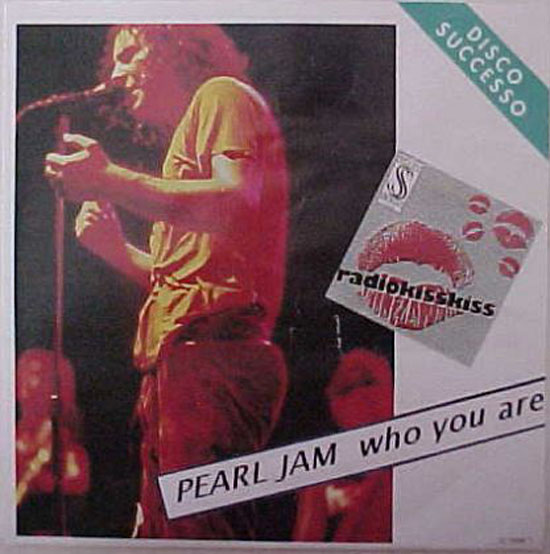 DISCO
SUCCESSO
S
radiokisskiss
PEARL JAM who you are